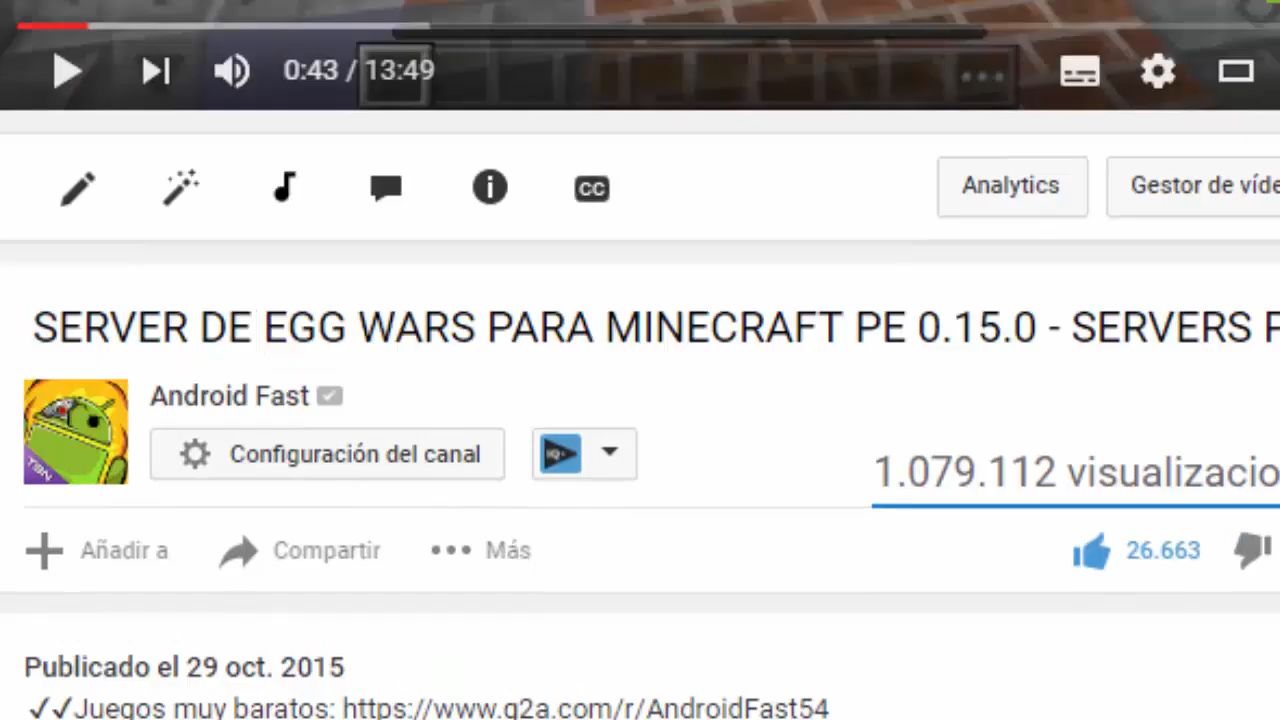 0:43 / 13:49
CC
Analytics
Gestor de víde
SERVER DE EGG WARS PARA MINECRAFT PE 0.15.0 - SERVERS P
Android Fast
TGN
Configuración del canal
1.079.112 visualizacio
Añadir a
Compartir
Más
26.663
Publicado el 29 oct. 2015
✓✓Juegos muy baratos: https://www.g2a.com/r/AndroidFast54